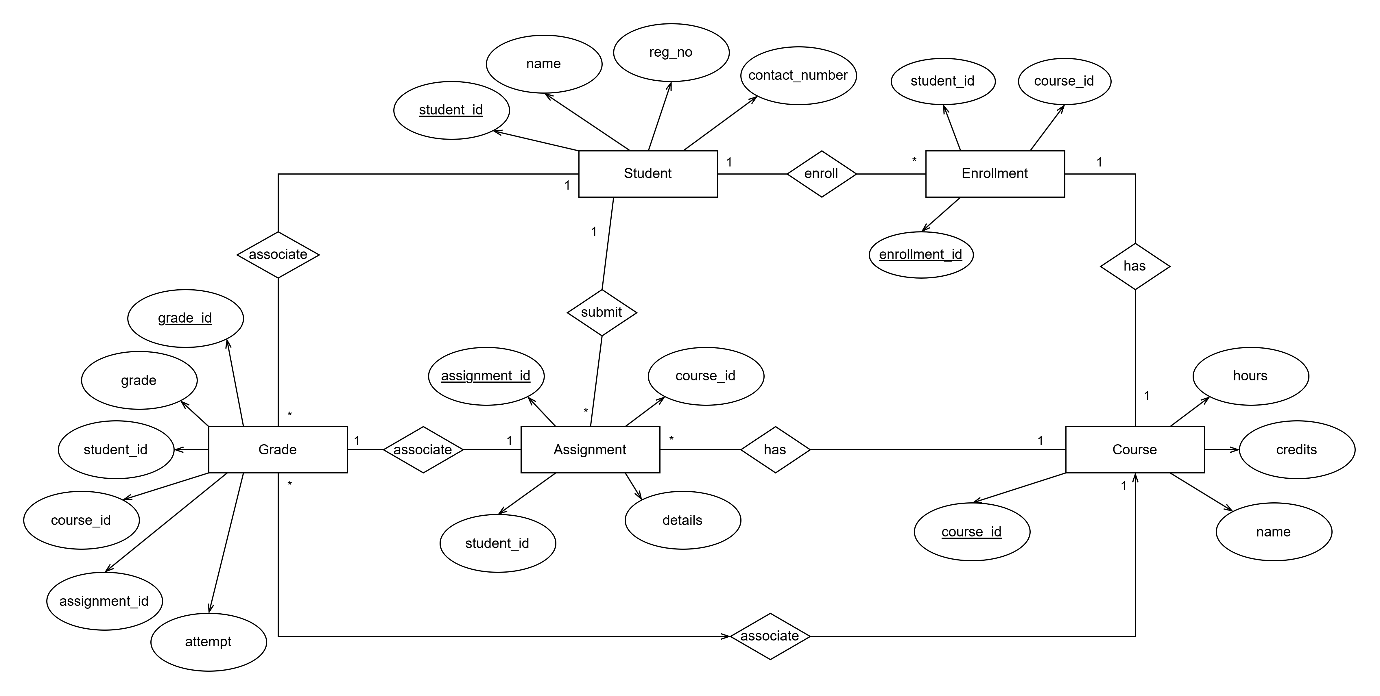 reg_no
name
contact_number
student_id
course_id
student_id
Student
1
enroll
*
Enrollment
1
1
1
associate
enrollment_id
has
submit
grade_id
assignment_id
course_id
hours
grade
1
*
*
student_id
Grade
1
associate
1
Assignment
*
has
1
Course
credits
*
1
course_id
details
course_id
name
student_id
assignment_id
attempt
associate